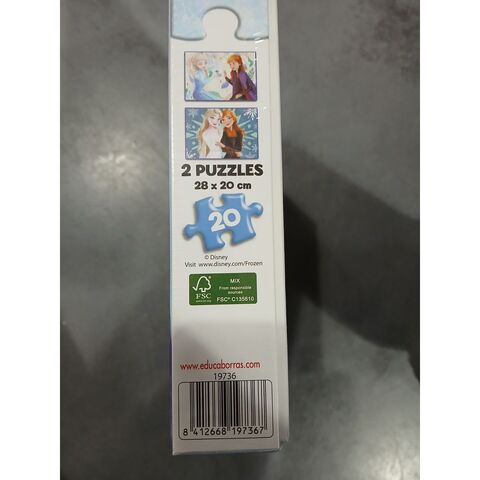 2 PUZZLES
28 x 20 cm
20
© Disney
Visit www.disney.com/Frozen
FSC
MIX
From responsible
sources
FSC® C135610
www.educaborras.com
19736
8 412668 197367